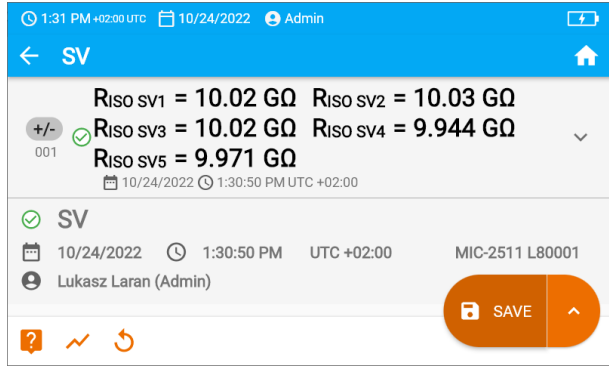 1:31 PM +02:00 UTC 10/24/2022 Admin
SV
RISO SV1 = 10.02 GΩ RISO SV2 = 10.03 GΩ
+/- RISO SV3 = 10.02 GΩ RISO SV4 = 9.944 GΩ
001 RISO SV5 = 9.971 GΩ
10/24/2022 1:30:50 PM UTC +02:00
SV
10/24/2022 1:30:50 PM UTC +02:00 MIC-2511 L80001
Lukasz Laran (Admin)
SAVE
?